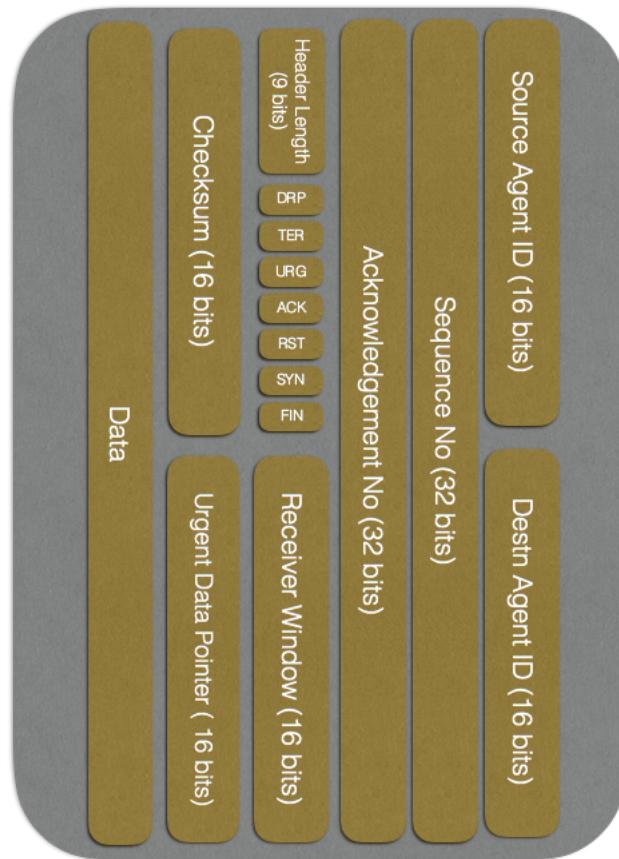 Source Agent ID (16 bits)
Destn Agent ID (16 bits)
Sequence No (32 bits)
Acknowledgement No (32 bits)
Header Length
(9 bits)
DRP
TER
URG
ACK
RST
SYN
FIN
Receiver Window (16 bits)
Checksum (16 bits)
Urgent Data Pointer ( 16 bits)
Data